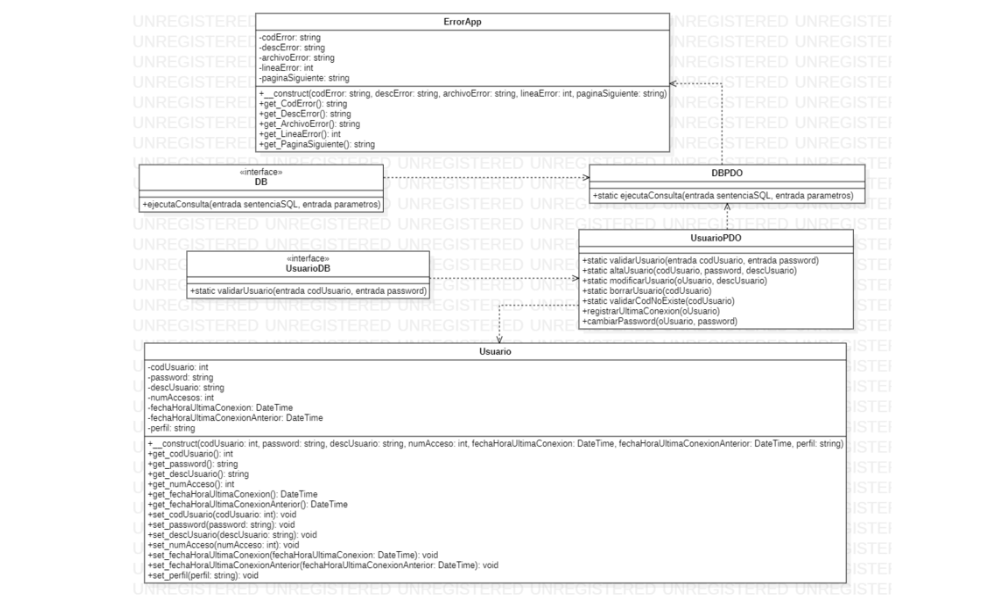 ErrorApp
-codError: string
-descError: string
-archivoError: string
-lineaError: int
-paginaSiguiente: string
+__construct(codError: string, descError: string, archivoError: string, lineaError: int, paginaSiguiente: string)
+get_CodError(): string
+get_DescError(): string
+get_ArchivoError(): string
+get_LineaError(): int
+get_PaginaSiguiente(): string
«interface»
DB
+ejecutaConsulta(entrada sentenciaSQL, entrada parametros)
DBPDO
+static ejecutaConsulta(entrada sentenciaSQL, entrada parametros)
«interface»
UsuarioDB
+static validarUsuario(entrada codUsuario, entrada password)
UsuarioPDO
+static validarUsuario(entrada codUsuario, entrada password)
+static altaUsuario(codUsuario, password, descUsuario)
+static modificarUsuario(oUsuario, descUsuario)
+static borrarUsuario(codUsuario)
+static validarCodNoExiste(codUsuario)
+registrarUltimaConexion(oUsuario)
+cambiarPassword(oUsuario, password)
Usuario
-codUsuario: int
-password: string
-descUsuario: string
-numAccesos: int
-fechaHoraUltimaConexion: DateTime
-fechaHoraUltimaConexionAnterior: DateTime
-perfil: string
+__construct(codUsuario: int, password: string, descUsuario: string, numAcceso: int, fechaHoraUltimaConexion: DateTime, fechaHoraUltimaConexionAnterior: DateTime, perfil: string)
+get_codUsuario(): int
+get_password(): string
+get_descUsuario(): string
+get_numAcceso(): int
+get_fechaHoraUltimaConexion(): DateTime
+get_fechaHoraUltimaConexionAnterior(): DateTime
+set_codUsuario(codUsuario: int): void
+set_password(password: string): void
+set_descUsuario(descUsuario: string): void
+set_numAcceso(numAcceso: int): void
+set_fechaHoraUltimaConexion(fechaHoraUltimaConexion: DateTime): void
+set_fechaHoraUltimaConexionAnterior(fechaHoraUltimaConexionAnterior: DateTime): void
+set_perfil(perfil: string): void